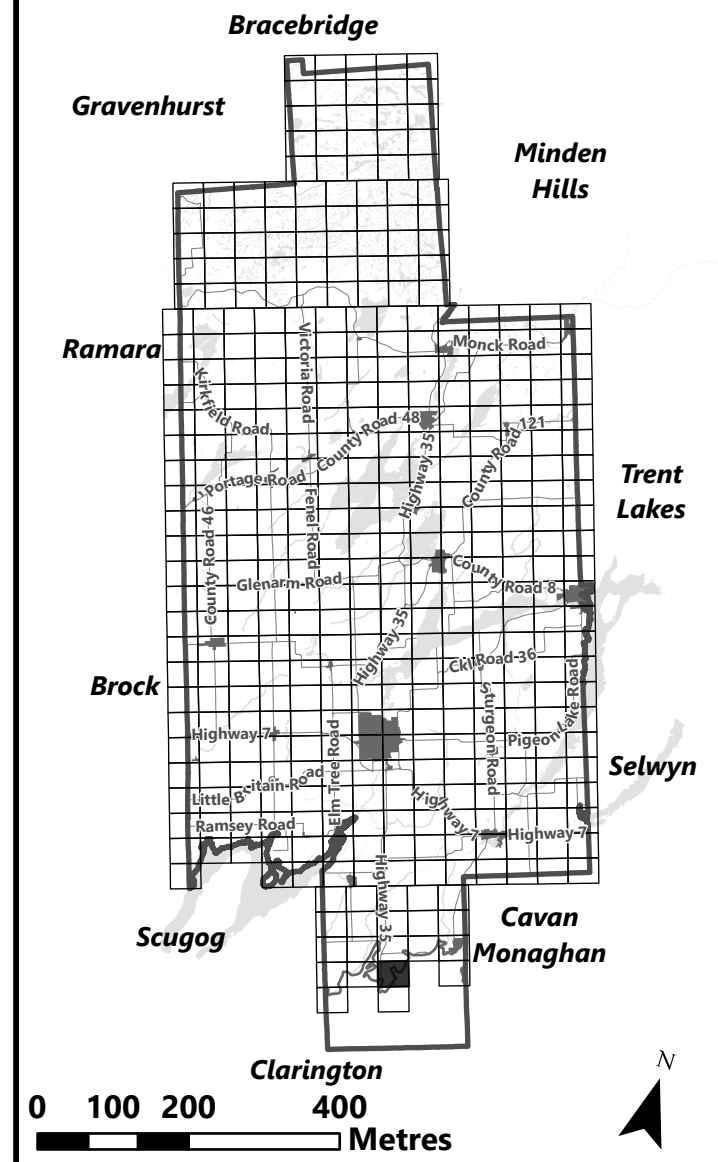 Bracebridge
Gravenhurst
Minden
Hills
Ramara
Monck Road
Victoria Road
Kirkfield Road
County Road 48
County Road 121
Highway 35
Portage Road
Trent
Lakes
Fenel Road
County Road 46
Glenarm Road
County Road 8
Highway 35
Ckl Road 36
Brock
Sturgeon Road
Pigeon Lake Road
Highway 7
Elm Tree Road
Selwyn
Little Britain Road
Highway 7
Ramsey Road
Highway 7
Highway 35
Scugog
Cavan
Monaghan
Clarington
N
0 100 200 400
Metres